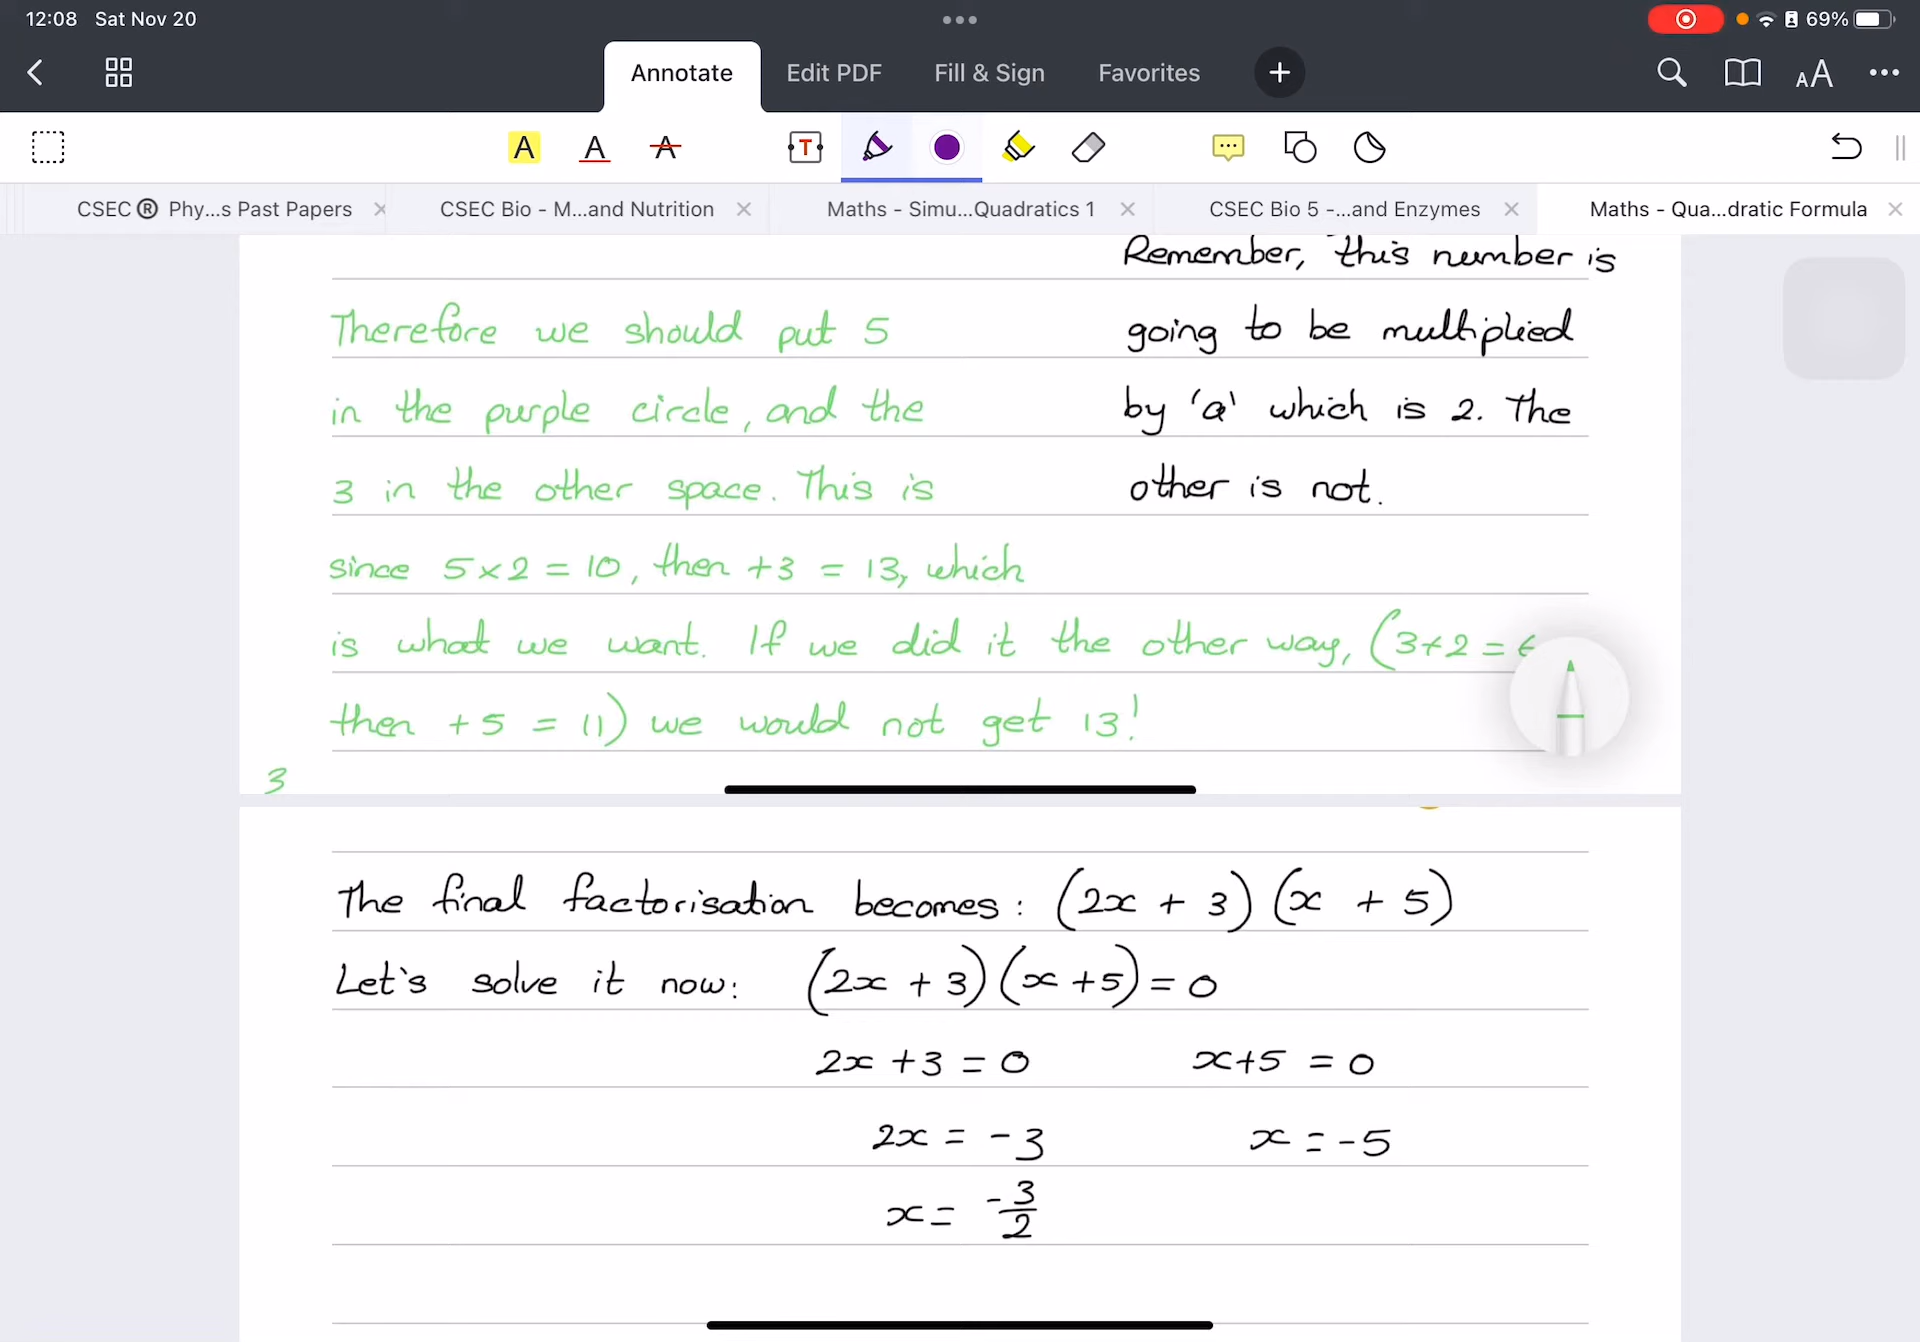 12:08 Sat Nov 20
69%
Annotate Edit PDF Fill & Sign Favorites
AA
A A A T
CSEC ® Phy...s Past Papers CSEC Bio - M...and Nutrition Maths - Simu...Quadratics 1 CSEC Bio 5 -...and Enzymes Maths - Qua...dratic Formula
Remember, this number is
Therefore we should put 5
going to be multiplied
in the purple circle, and the
by 'a' which is 2. The
3 in the other space. This is
other is not.
since 5 x 2 = 10, then +3 = 13, which
is what we want. If we did it the other way, (3×2 =
then + 5 = 11) we would not get 13!
3
The final factorisation becomes: (2x + 3) (x + 5)
Let's solve it now: (2x + 3) (x +5) = 0
2x +3 = 0 x+5 = 0
2x = -3 x = -5
x = -3/2